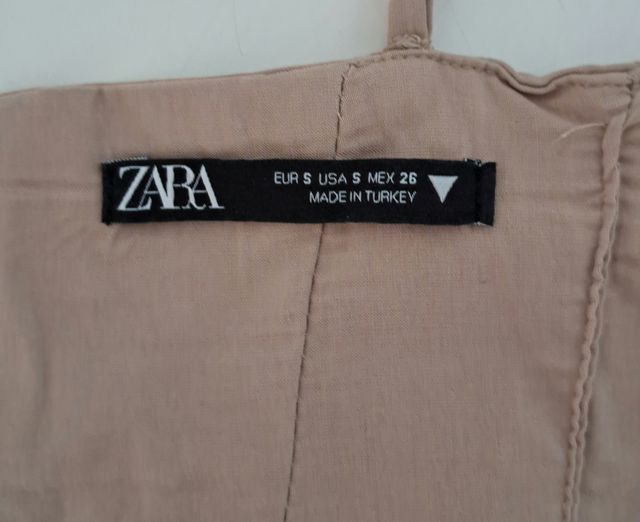 ZARA
EUR S USA S MEX 26
MADE IN TURKEY